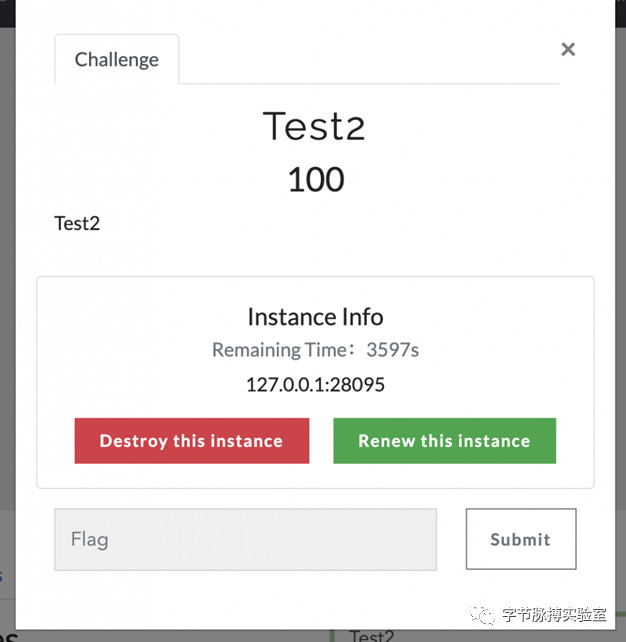 Challenge
×
Test2
100
Test2
Instance Info
Remaining Time：3597s
127.0.0.1:28095
Destroy this instance
Renew this instance
Flag
Submit
字节脉搏实验室
Test2